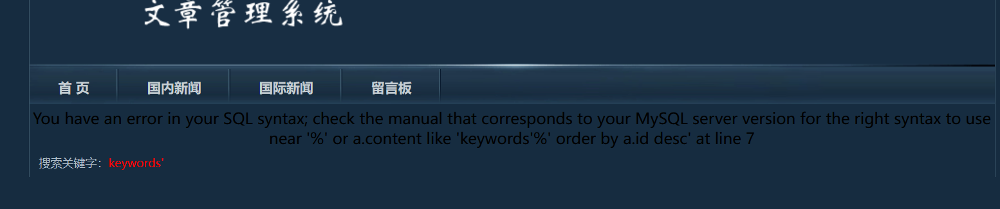 文章管理系统
首 页 国内新闻 国际新闻 留言板
You have an error in your SQL syntax; check the manual that corresponds to your MySQL server version for the right syntax to use
near '%' or a.content like 'keywords'%' order by a.id desc' at line 7
搜索关键字：keywords'